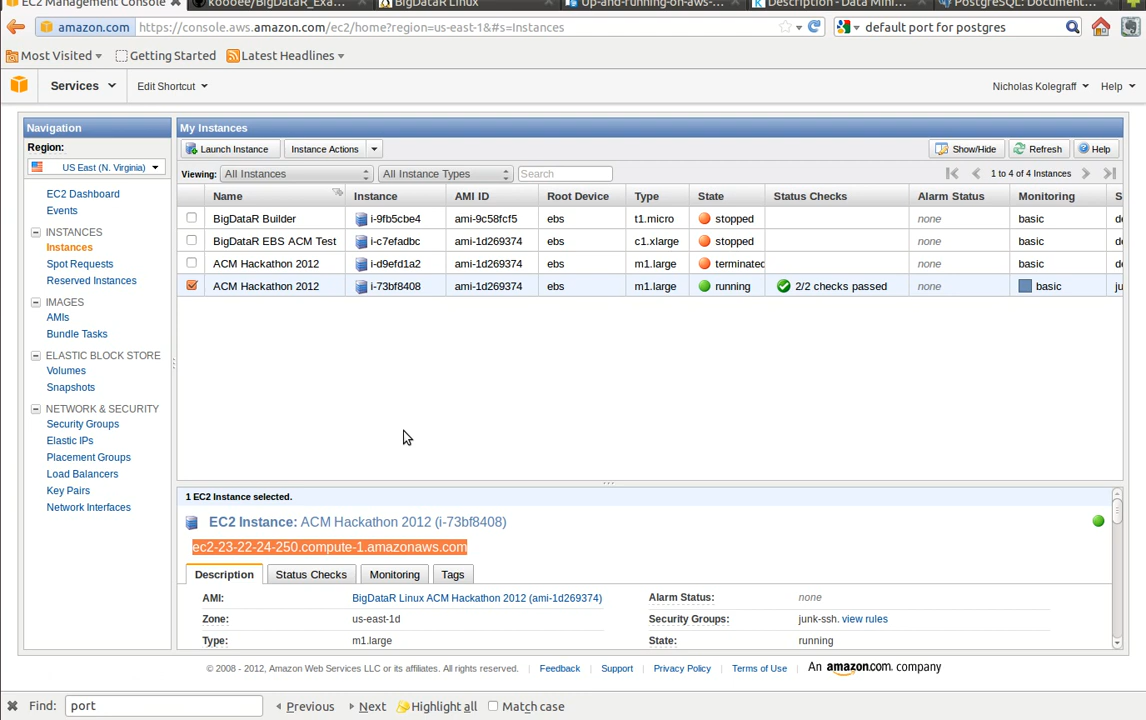 EC2 Management Console
koooee/BigDataR_Exa...
BigDataR Linux
Up-and-running-on-aws-...
Description - Data Mini...
PostgreSQL: Document...
amazon.com https://console.aws.amazon.com/ec2/home?region=us-east-1&#s=Instances
default port for postgres
Most Visited Getting Started Latest Headlines
Services Edit Shortcut Nicholas Kolegraff Help
Navigation
Region:
US East (N. Virginia)
EC2 Dashboard
Events
INSTANCES
Instances
Spot Requests
Reserved Instances
IMAGES
AMIs
Bundle Tasks
ELASTIC BLOCK STORE
Volumes
Snapshots
NETWORK & SECURITY
Security Groups
Elastic IPs
Placement Groups
Load Balancers
Key Pairs
Network Interfaces
My Instances
Launch Instance Instance Actions Show/Hide Refresh Help
Viewing: All Instances All Instance Types Search 1 to 4 of 4 Instances
Name Instance AMI ID Root Device Type State Status Checks Alarm Status Monitoring S
BigDataR Builder i-9fb5cbe4 ami-9c58fcf5 ebs t1.micro stopped none basic de
BigDataR EBS ACM Test i-c7efadbc ami-1d269374 ebs c1.xlarge stopped none basic de
ACM Hackathon 2012 i-d9efd1a2 ami-1d269374 ebs m1.large terminated none basic de
ACM Hackathon 2012 i-73bf8408 ami-1d269374 ebs m1.large running 2/2 checks passed none basic ju
1 EC2 Instance selected.
EC2 Instance: ACM Hackathon 2012 (i-73bf8408)
ec2-23-22-24-250.compute-1.amazonaws.com
Description Status Checks Monitoring Tags
AMI: BigDataR Linux ACM Hackathon 2012 (ami-1d269374) Alarm Status: none
Zone: us-east-1d Security Groups: junk-ssh. view rules
Type: m1.large State: running
© 2008 - 2012, Amazon Web Services LLC or its affiliates. All rights reserved. Feedback Support Privacy Policy Terms of Use An amazon.com. company
Find: port Previous Next Highlight all Match case